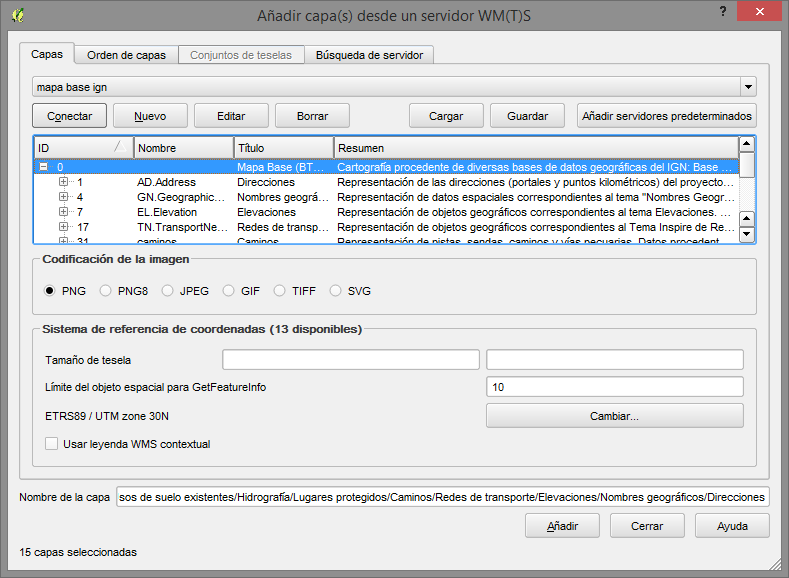 Añadir capa(s) desde un servidor WM(T)S
?
Capas Orden de capas Conjuntos de teselas Búsqueda de servidor
mapa base ign
Conectar Nuevo Editar Borrar Cargar Guardar Añadir servidores predeterminados
ID Nombre Título Resumen
0 Mapa Base (BT... Cartografía procedente de diversas bases de datos geográficas del IGN: Base ...
1 AD.Address Direcciones Representación de las direcciones (portales y puntos kilométricos) del proyecto...
4 GN.Geographic... Nombres geográ... Representación de datos espaciales correspondientes al tema "Nombres Geogr...
7 EL.Elevation Elevaciones Representación de objetos geográficos correspondientes al tema Elevaciones. ...
17 TN.TransportNe... Redes de transp... Representación de objetos geográficos correspondientes al Tema Inspire de Re...
31 caminos Caminos Representación de pistas, sendas, caminos y vías pecuarias. Datos procedent...
Codificación de la imagen
PNG PNG8 JPEG GIF TIFF SVG
Sistema de referencia de coordenadas (13 disponibles)
Tamaño de tesela
Límite del objeto espacial para GetFeatureInfo 10
ETRS89 / UTM zone 30N Cambiar...
Usar leyenda WMS contextual
Nombre de la capa sos de suelo existentes/Hidrografía/Lugares protegidos/Caminos/Redes de transporte/Elevaciones/Nombres geográficos/Direcciones
Añadir Cerrar Ayuda
15 capas seleccionadas